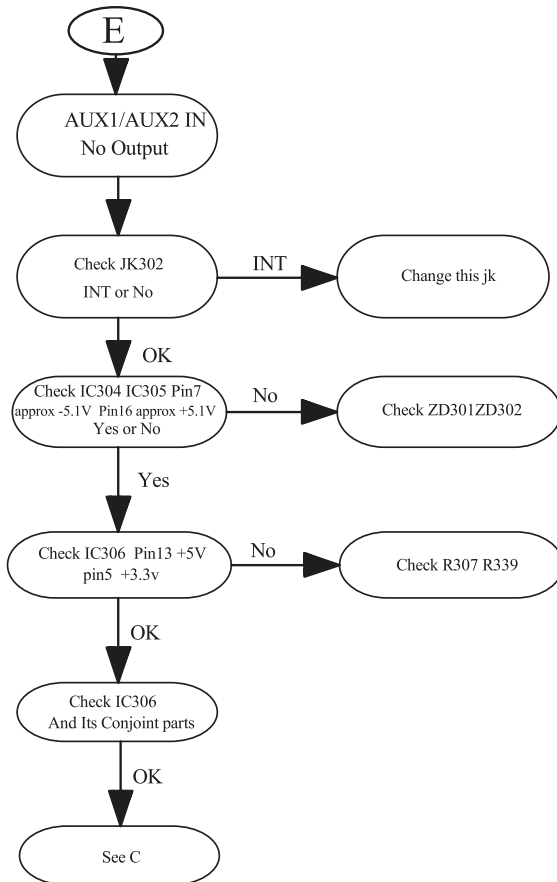 E
AUX1/AUX2 IN
No Output
Check JK302
INT or No
INT
Change this jk
OK
Check IC304 IC305 Pin7
approx -5.1V Pin16 approx +5.1V
Yes or No
No
Check ZD301ZD302
Yes
Check IC306 Pin13 +5V
pin5 +3.3v
No
Check R307 R339
OK
Check IC306
And Its Conjoint parts
OK
See C